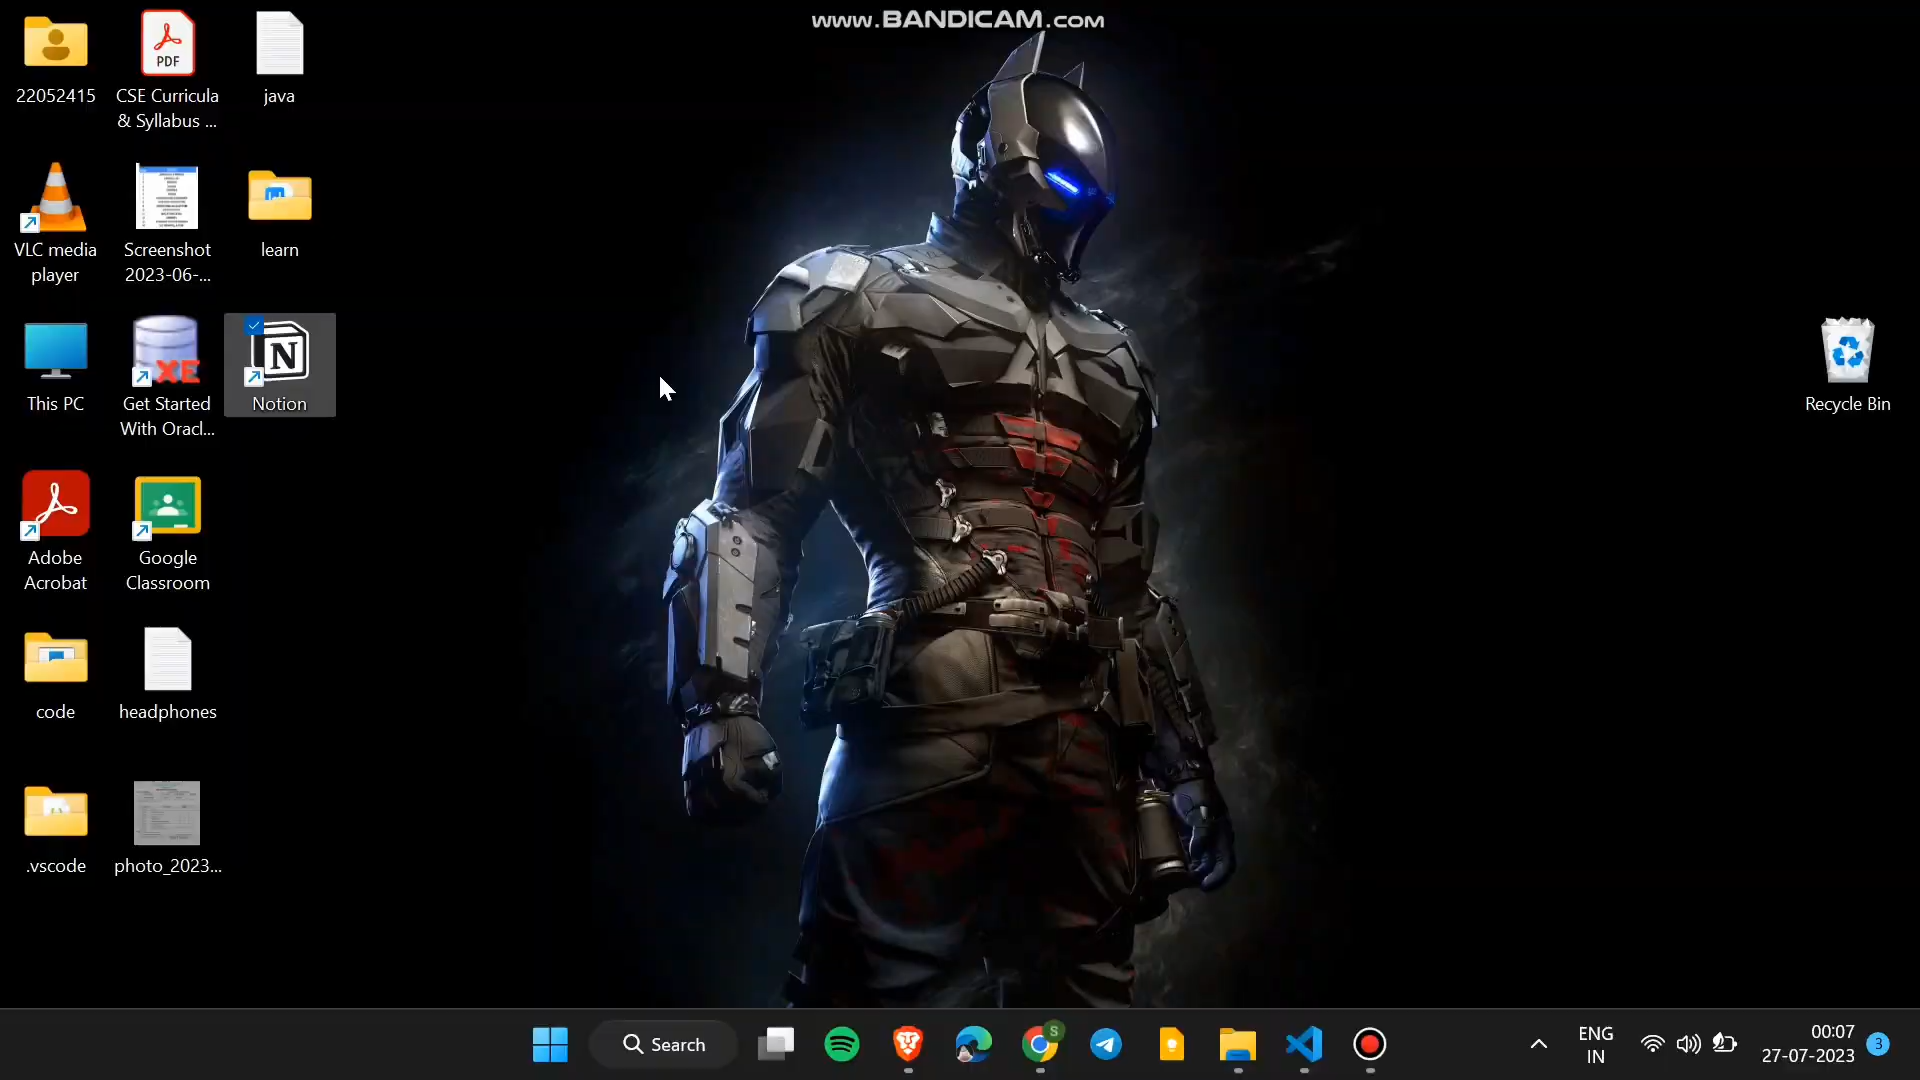 www.BANDICAM.com
22052415
CSE Curricula
& Syllabus ...
java
PDF
VLC media
player
Screenshot
2023-06-...
learn
This PC
Get Started
With Oracl...
XE
N
Notion
Recycle Bin
Adobe
Acrobat
Google
Classroom
code
headphones
.vscode
photo_2023...
Search
S
ENG
IN
00:07
27-07-2023
3